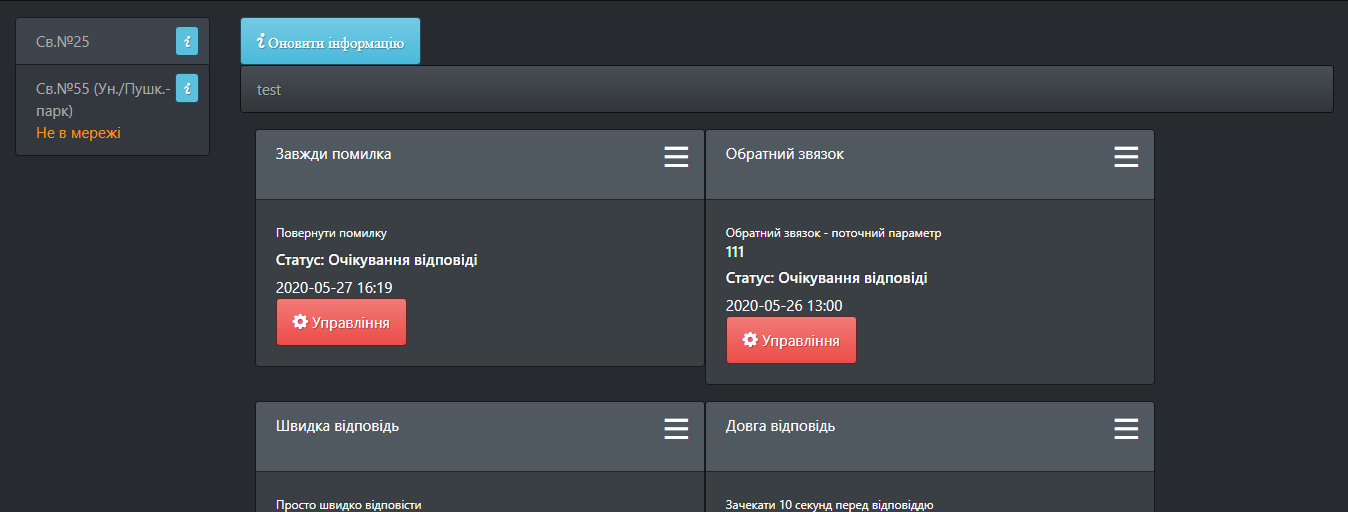 Св.№25
Св.№55 (Ун./Пушк.-
парк)
Не в мережі
Оновити інформацію
test
Завжди помилка
Повернути помилку
Статус: Очікування відповіді
2020-05-27 16:19
Управління
Обратний звязок
Обратний звязок - поточний параметр
111
Статус: Очікування відповіді
2020-05-26 13:00
Управління
Швидка відповідь
Просто швидко відповісти
Довга відповідь
Зачекати 10 секунд перед відповіддю